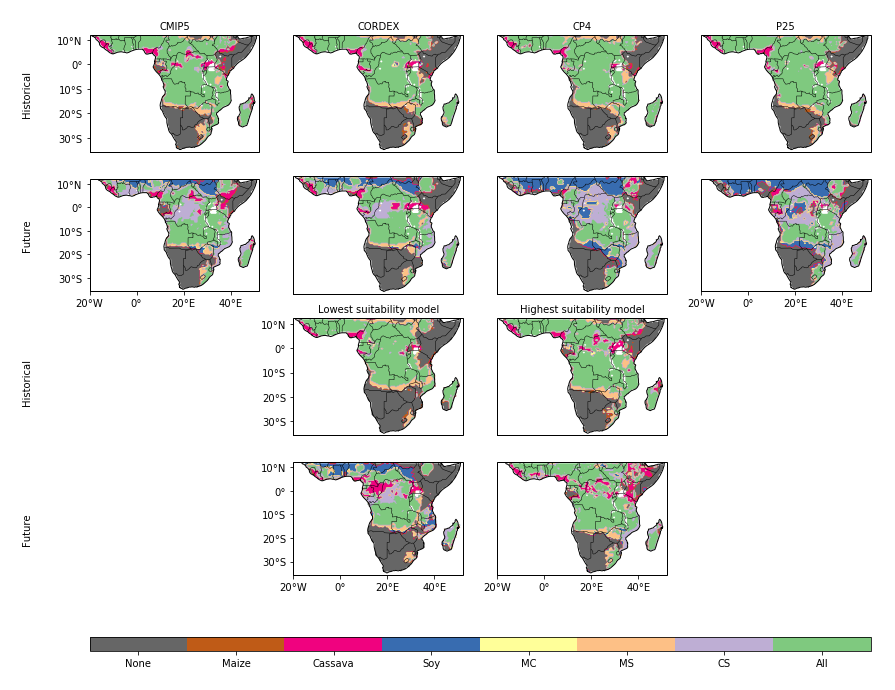 CMIP5 CORDEX CP4 P25
Historical
10°N
0°
10°S
20°S
30°S
Future
10°N
0°
10°S
20°S
30°S
20°W 0° 20°E 40°E 20°W 0° 20°E 40°E
Lowest suitability model Highest suitability model
Historical
10°N
0°
10°S
20°S
30°S
Future
10°N
0°
10°S
20°S
30°S
20°W 0° 20°E 40°E 20°W 0° 20°E 40°E
None Maize Cassava Soy MC MS CS All